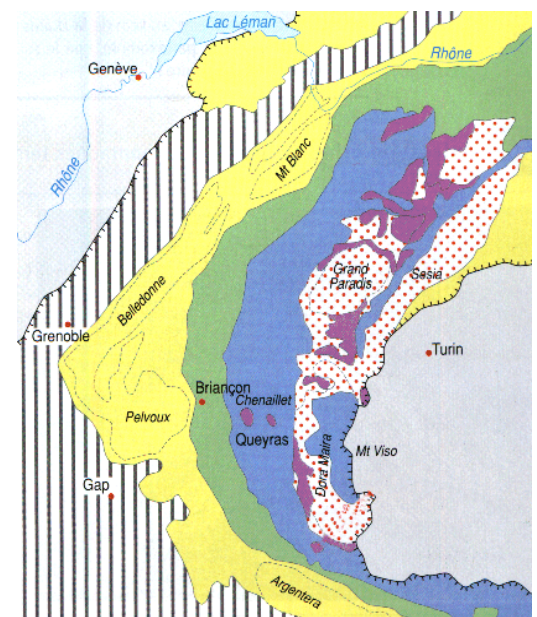 Lac Léman
Genève
Rhône
Rhône
Mt Blanc
Belledonne
Grand
Paradis
Sesia
Grenoble
Turin
Briançon
Chenaillet
Pelvoux
Queyras
Mt Viso
Dora Maira
Gap
Argentera